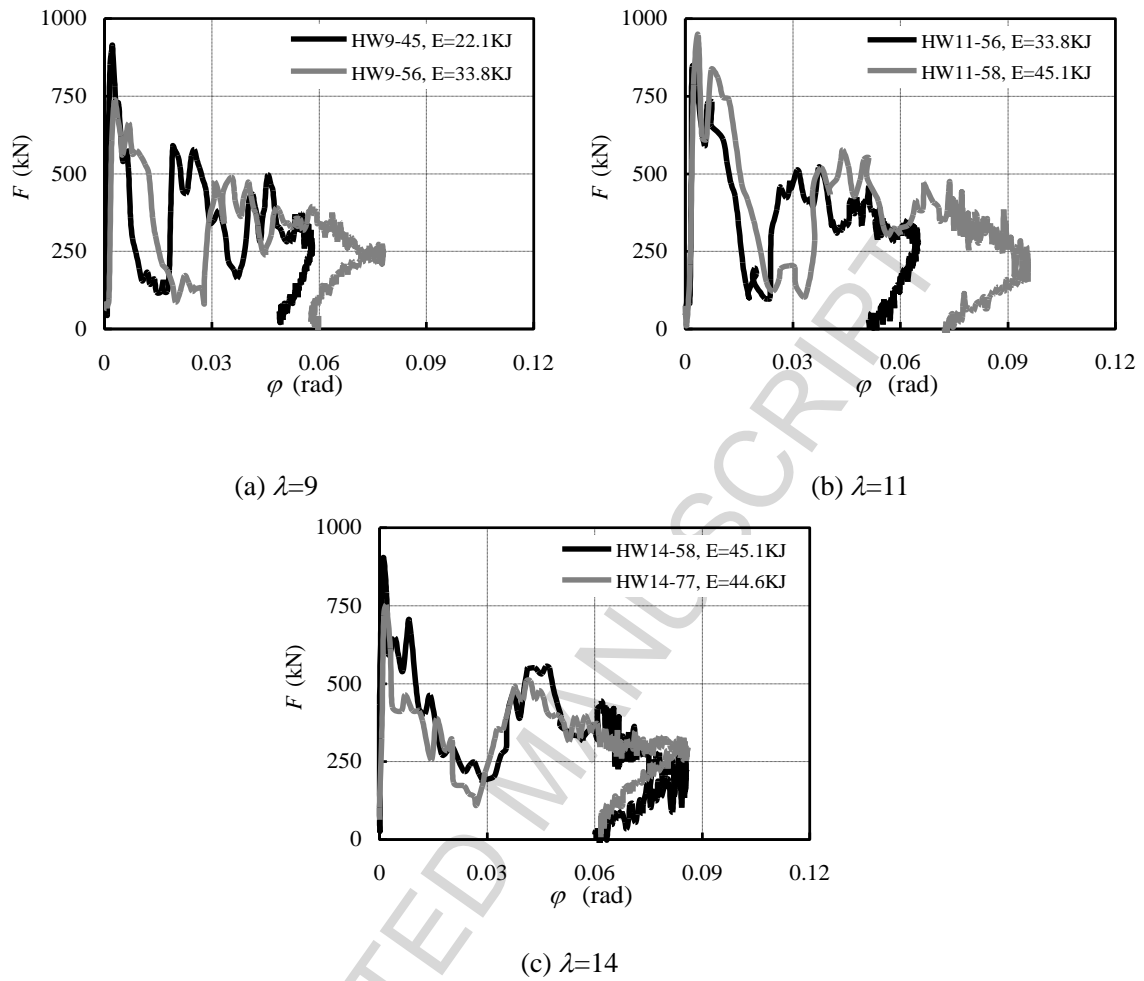 1000
750
500
250
0
F (kN)
HW9-45, E=22.1KJ
HW9-56, E=33.8KJ
0 0.03 0.06 0.09 0.12
φ (rad)
(a) λ=9
1000
750
500
250
0
F (kN)
HW11-56, E=33.8KJ
HW11-58, E=45.1KJ
0 0.03 0.06 0.09 0.12
φ (rad)
(b) λ=11
1000
750
500
250
0
F (kN)
HW14-58, E=45.1KJ
HW14-77, E=44.6KJ
0 0.03 0.06 0.09 0.12
φ (rad)
(c) λ=14
TED MANUSCRIPT